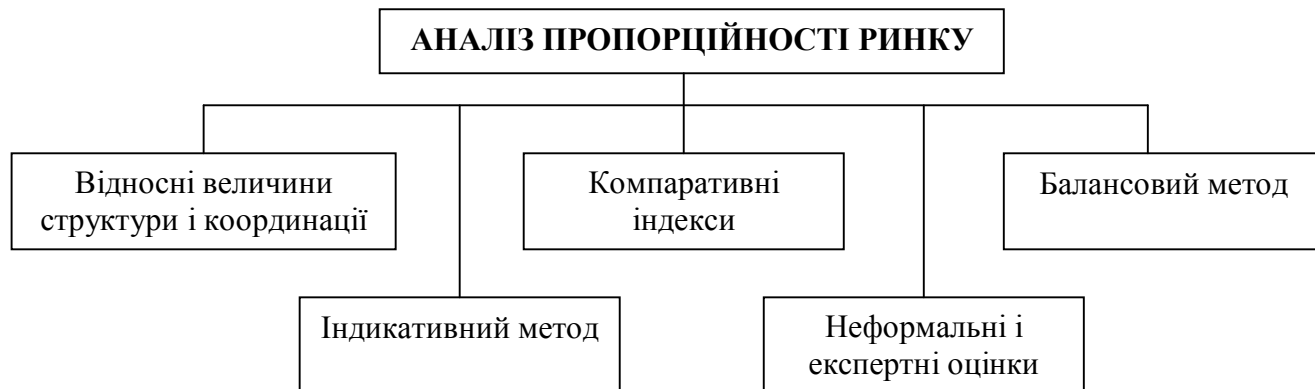 АНАЛІЗ ПРОПОРЦІЙНОСТІ РИНКУ
Відносні величини
структури і координації
Компаративні
індекси
Балансовий метод
Індикативний метод
Неформальні і
експертні оцінки